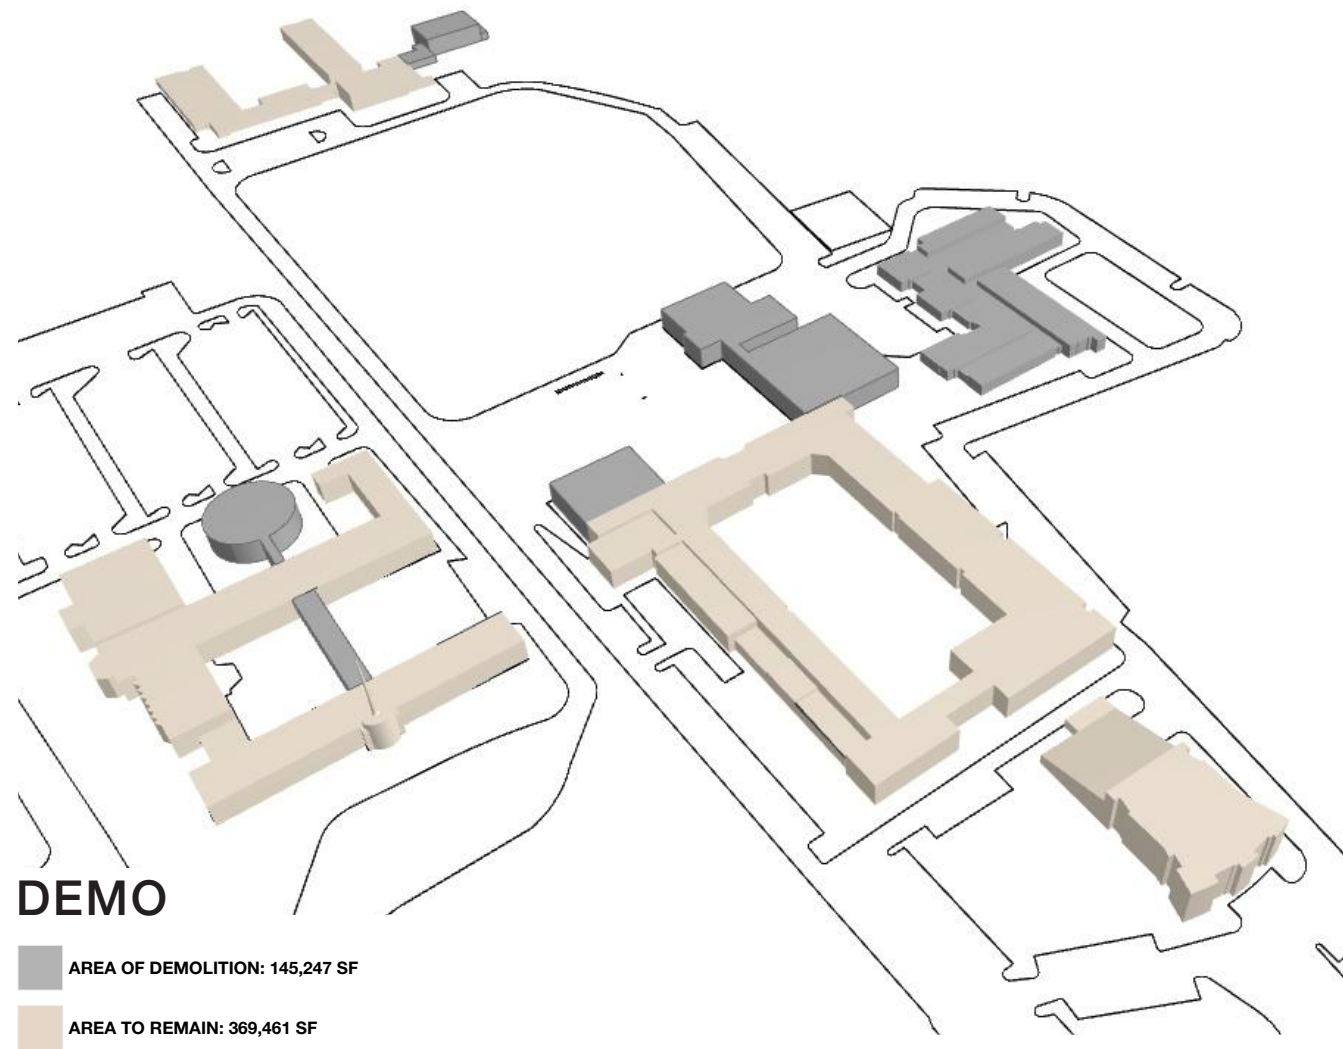 DEMO
AREA OF DEMOLITION: 145,247 SF
AREA TO REMAIN: 369,461 SF